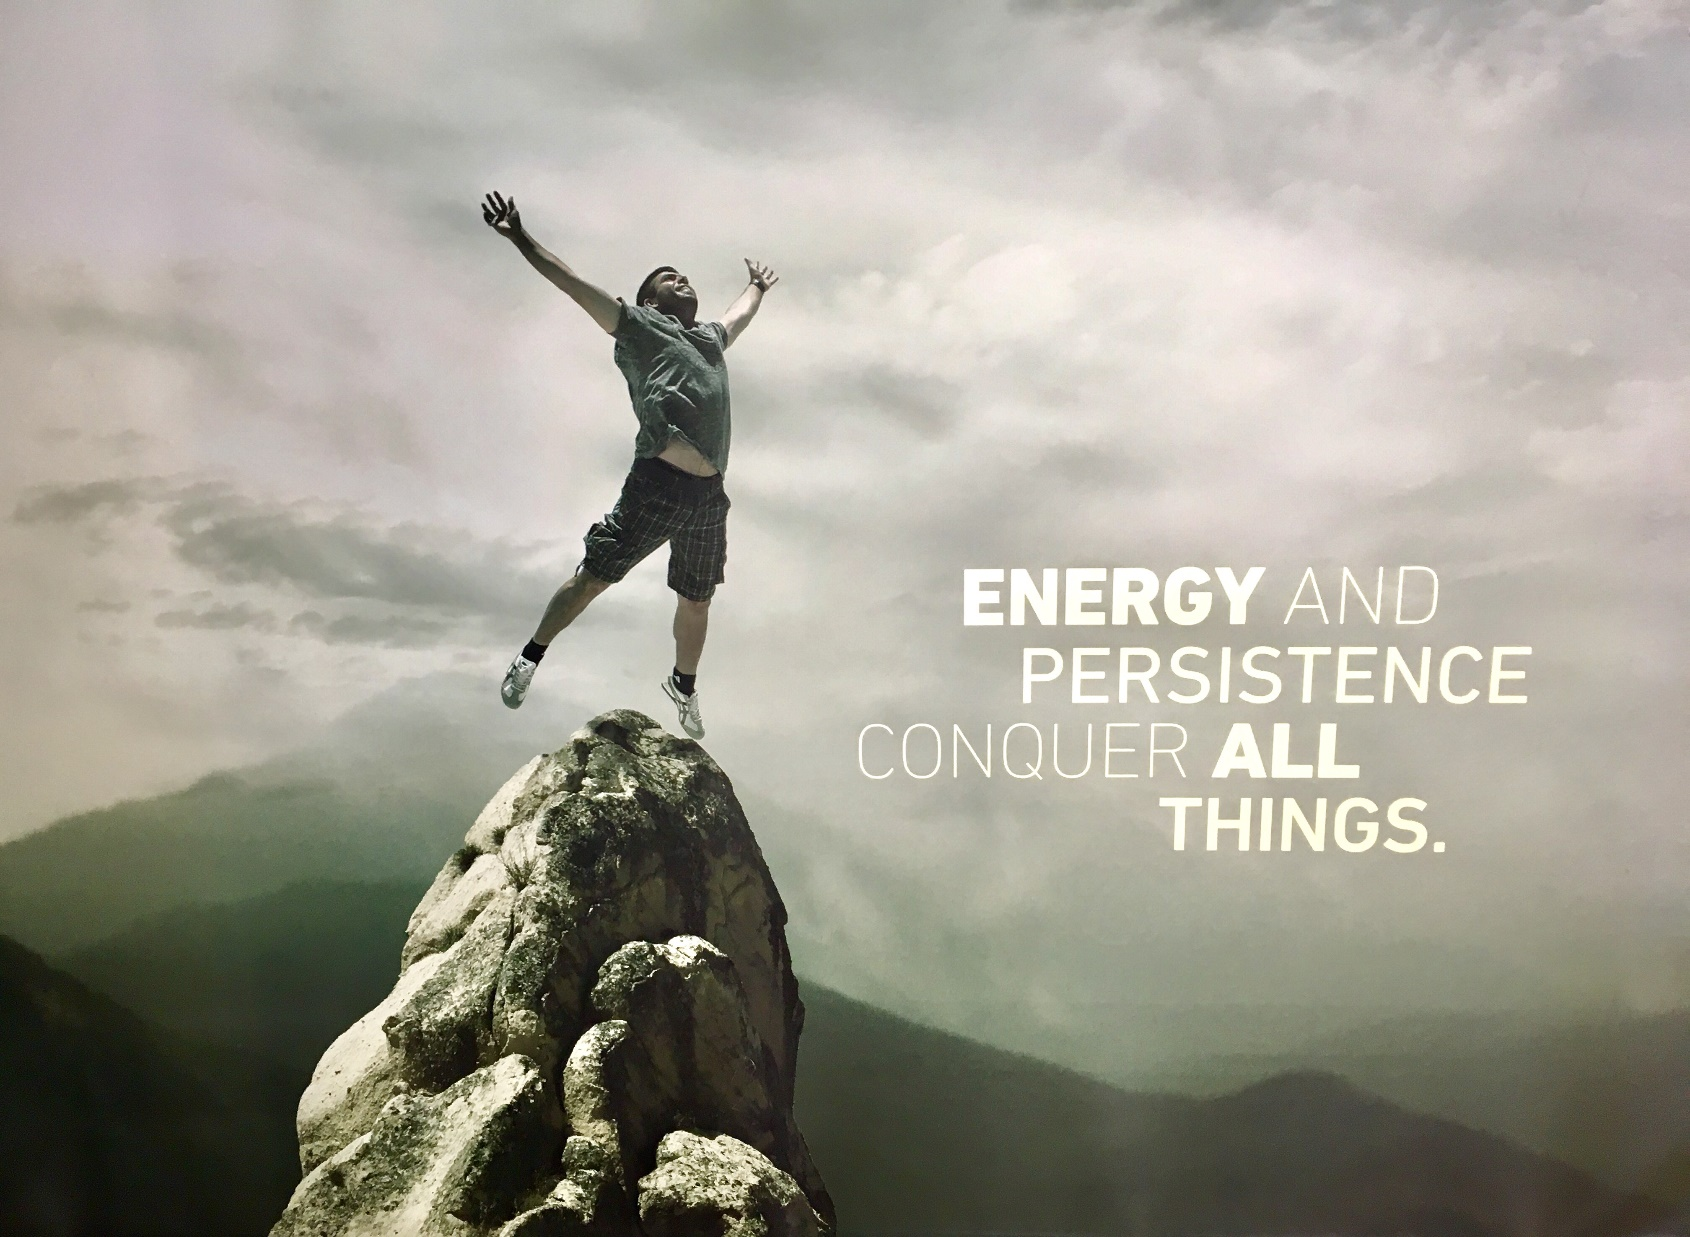 ENERGY AND
PERSISTENCE
CONQUER ALL
THINGS.